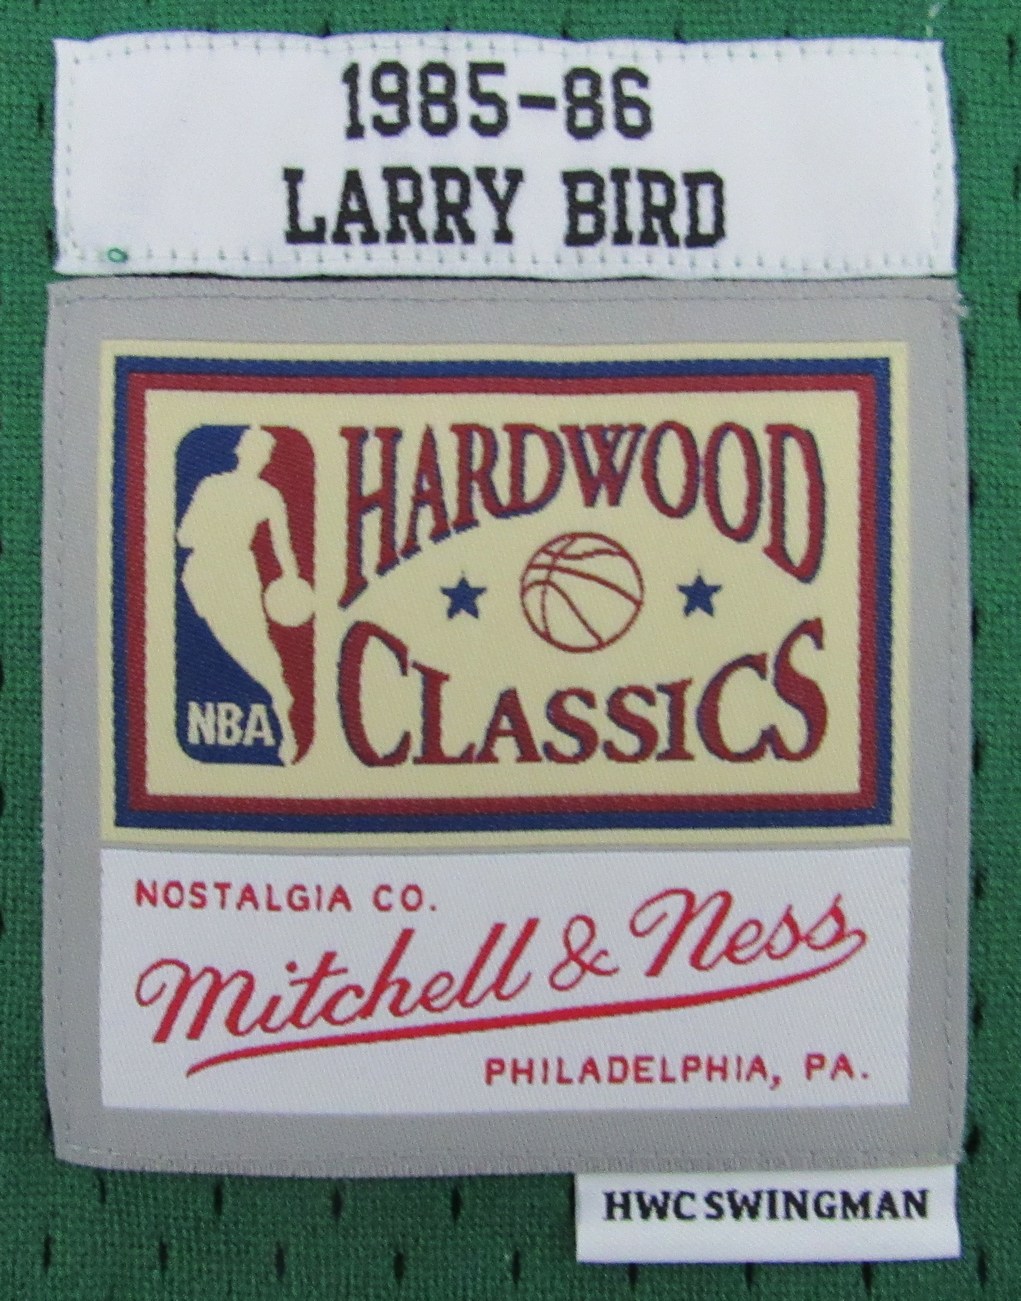 1985-86
LARRY BIRD
HARDWOOD
CLASSICS
NBA
NOSTALGIA CO.
Mitchell & Ness
PHILADELPHIA, PA.
HWC SWINGMAN